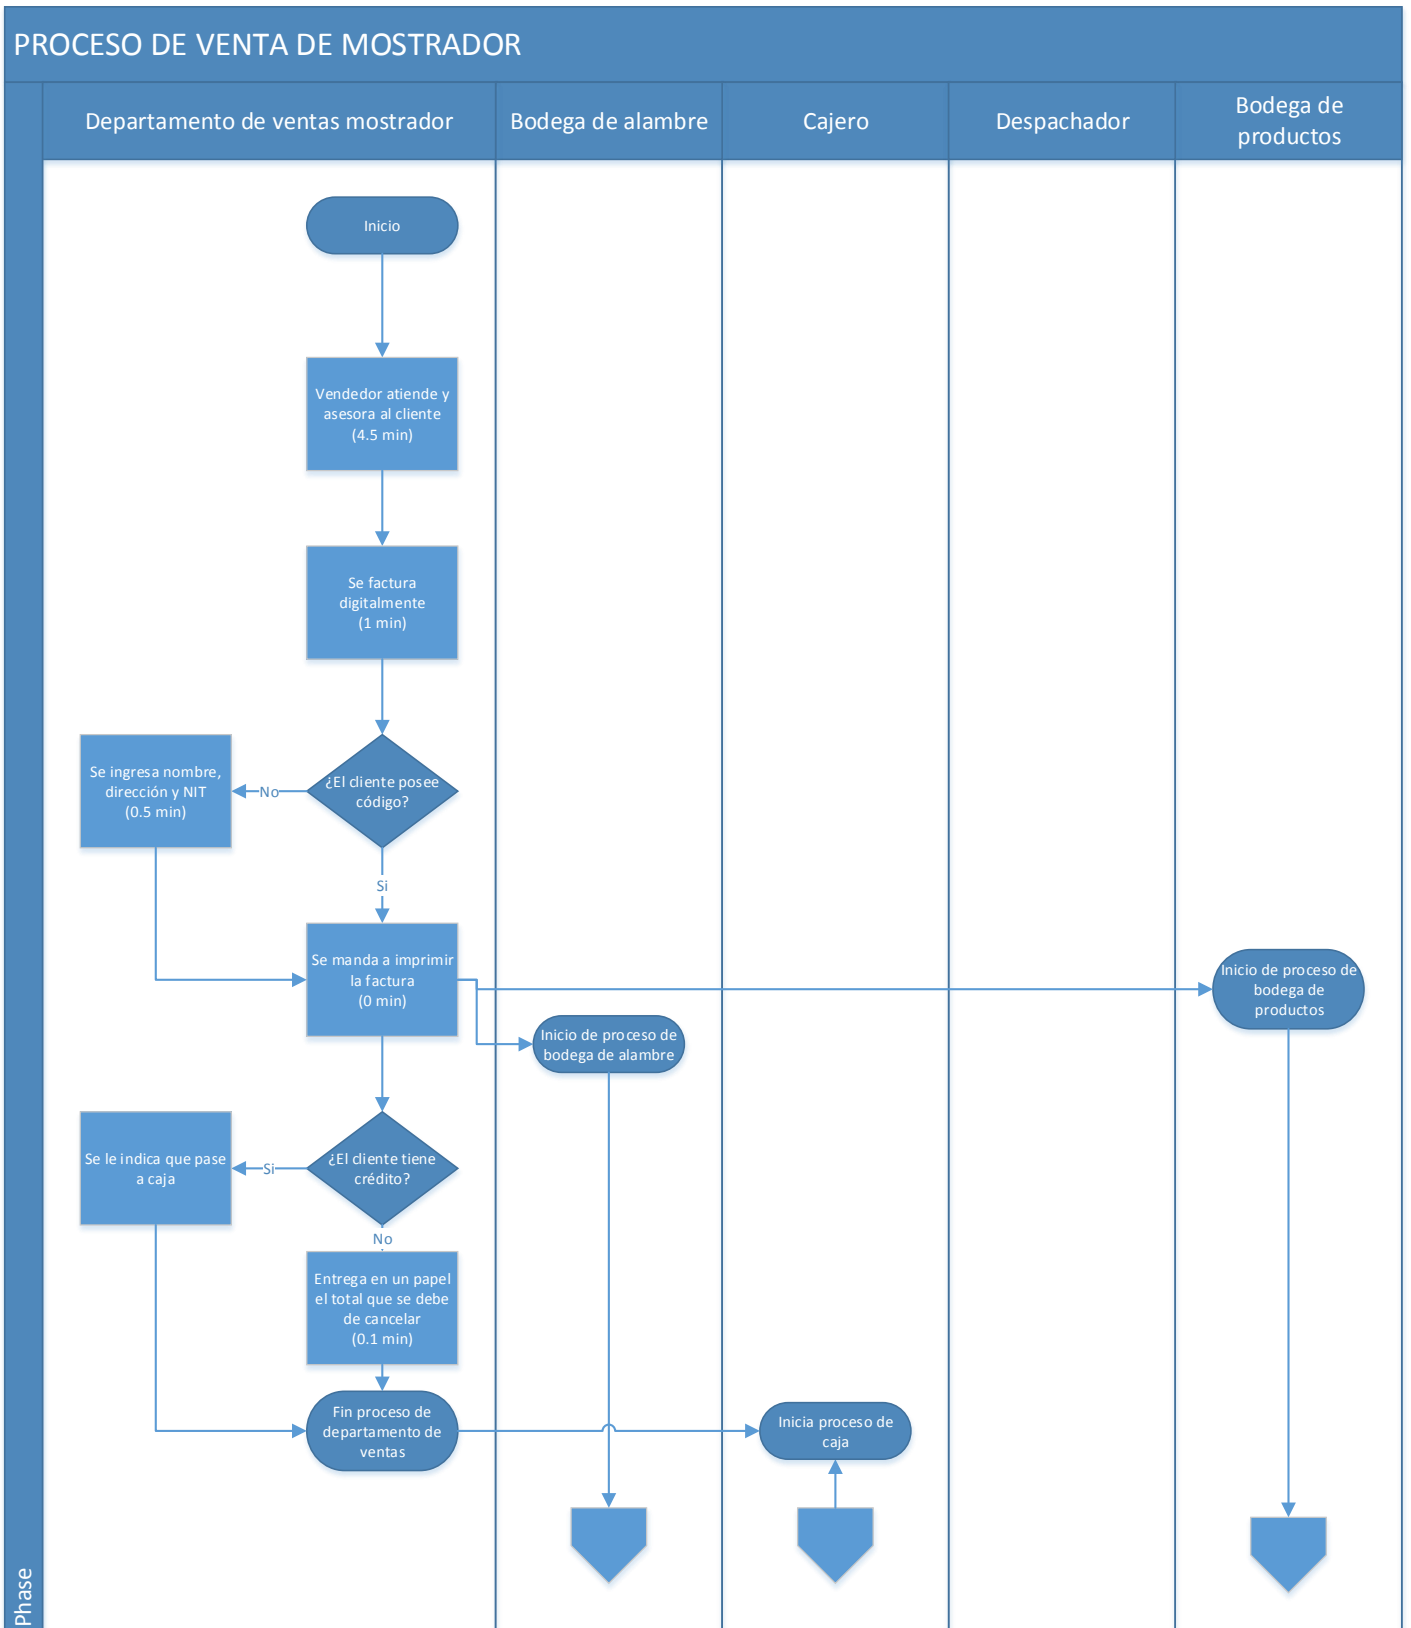 PROCESO DE VENTA DE MOSTRADOR
Departamento de ventas mostrador
Bodega de alambre
Cajero
Despachador
Bodega de
productos
Inicio
Vendedor atiende y
asesora al cliente
(4.5 min)
Se factura
digitalmente
(1 min)
¿El cliente posee
código?
No
Se ingresa nombre,
dirección y NIT
(0.5 min)
Si
Se manda a imprimir
la factura
(0 min)
Inicio de proceso de
bodega de
productos
Inicio de proceso de
bodega de alambre
¿El cliente tiene
crédito?
Si
Se le indica que pase
a caja
No
Entrega en un papel
el total que se debe
de cancelar
(0.1 min)
Fin proceso de
departamento de
ventas
Inicia proceso de
caja
Phase